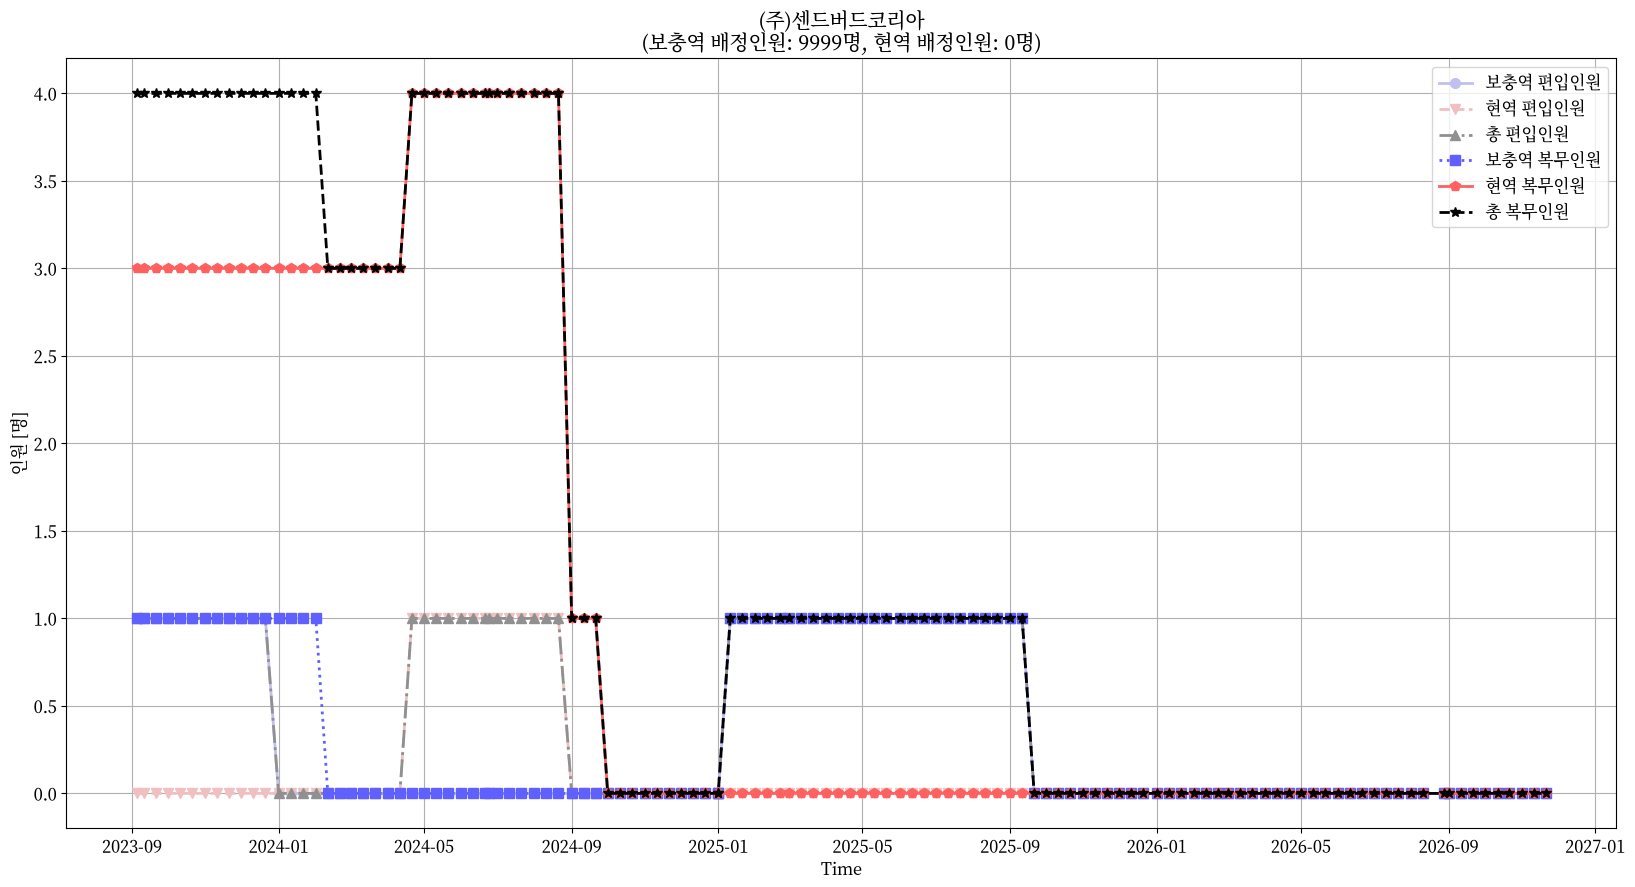 (주)센드버드코리아
(보충역 배정인원: 9999명, 현역 배정인원: 0명)
보충역 편입인원
현역 편입인원
총 편입인원
보충역 복무인원
현역 복무인원
총 복무인원
인원 [명]
4.0
3.5
3.0
2.5
2.0
1.5
1.0
0.5
0.0
2023-09 2024-01 2024-05 2024-09 2025-01 2025-05 2025-09 2026-01 2026-05 2026-09 2027-01
Time